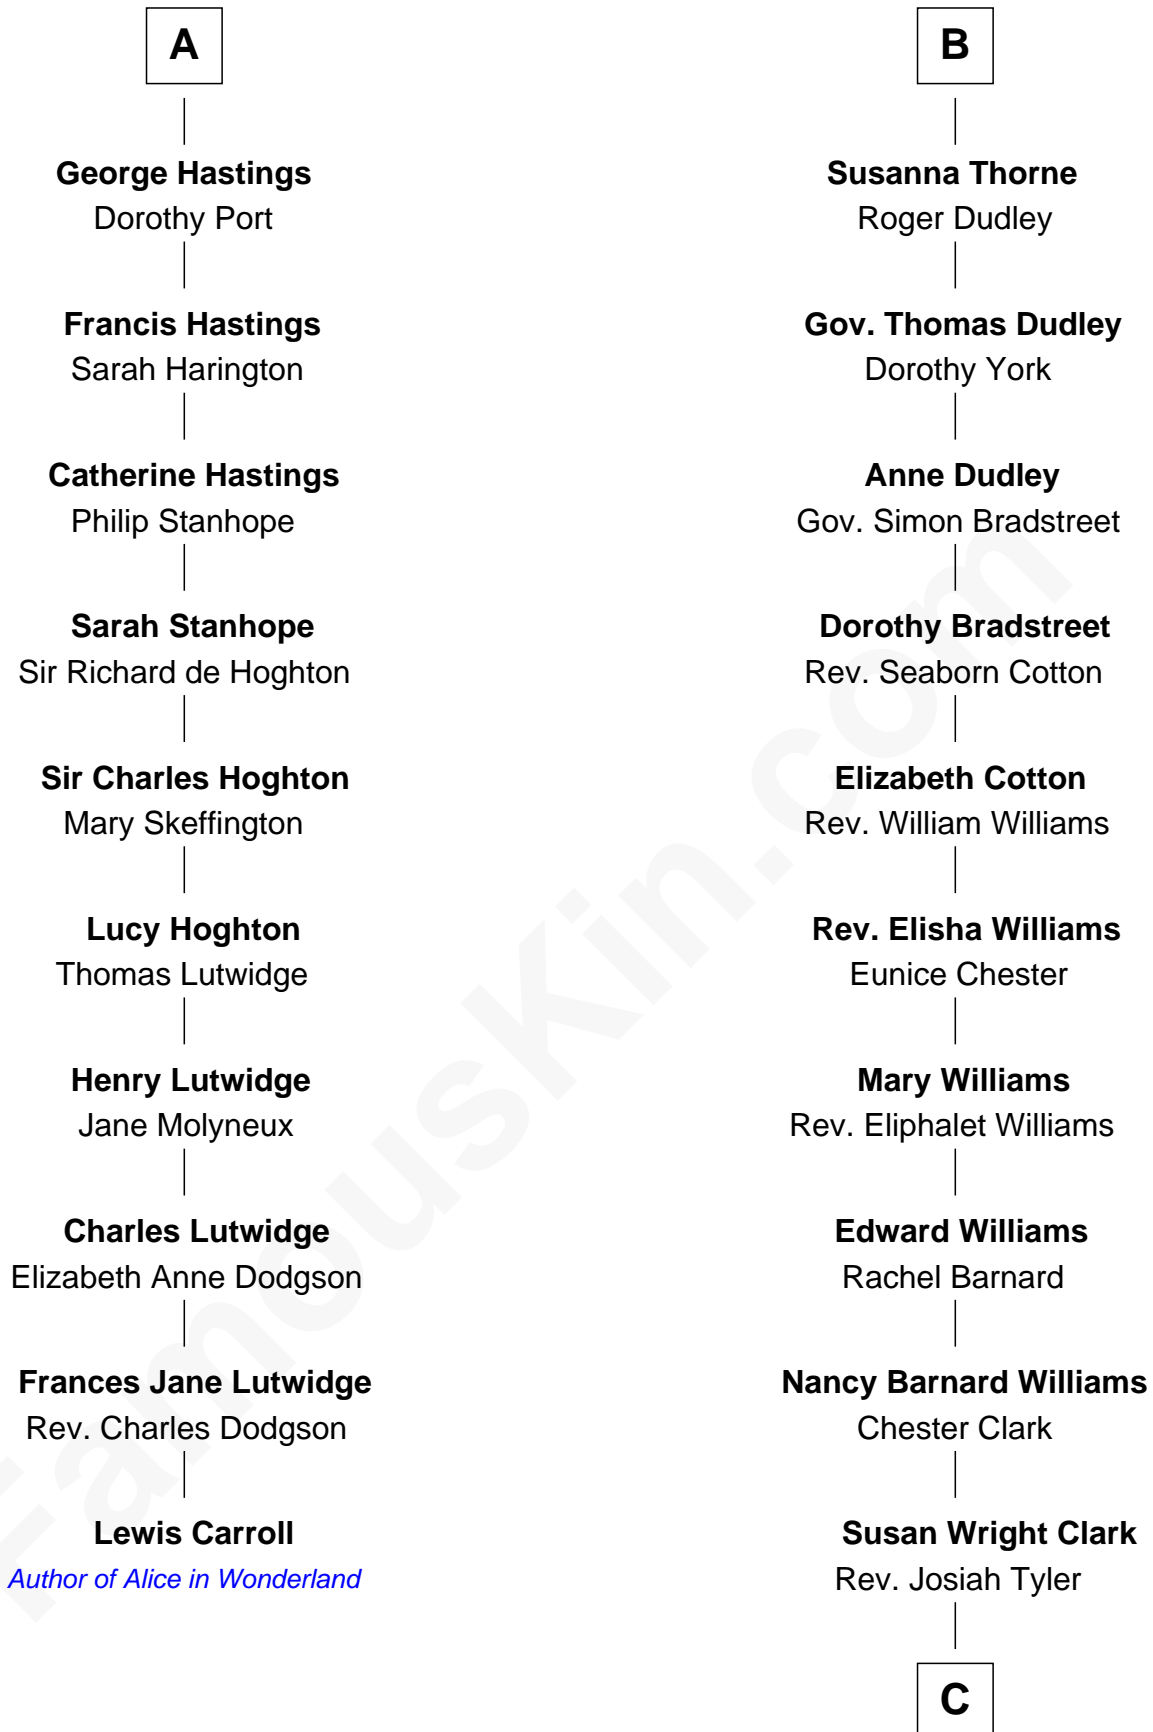 A
George Hastings
Dorothy Port
Francis Hastings
Sarah Harington
Catherine Hastings
Philip Stanhope
Sarah Stanhope
Sir Richard de Hoghton
Sir Charles Hoghton
Mary Skeffington
Lucy Hoghton
Thomas Lutwidge
Henry Lutwidge
Jane Molyneux
Charles Lutwidge
Elizabeth Anne Dodgson
Frances Jane Lutwidge
Rev. Charles Dodgson
Lewis Carroll
Author of Alice in Wonderland
B
Susanna Thorne
Roger Dudley
Gov. Thomas Dudley
Dorothy York
Anne Dudley
Gov. Simon Bradstreet
Dorothy Bradstreet
Rev. Seaborn Cotton
Elizabeth Cotton
Rev. William Williams
Rev. Elisha Williams
Eunice Chester
Mary Williams
Rev. Eliphalet Williams
Edward Williams
Rachel Barnard
Nancy Barnard Williams
Chester Clark
Susan Wright Clark
Rev. Josiah Tyler
C
FamousKin.com